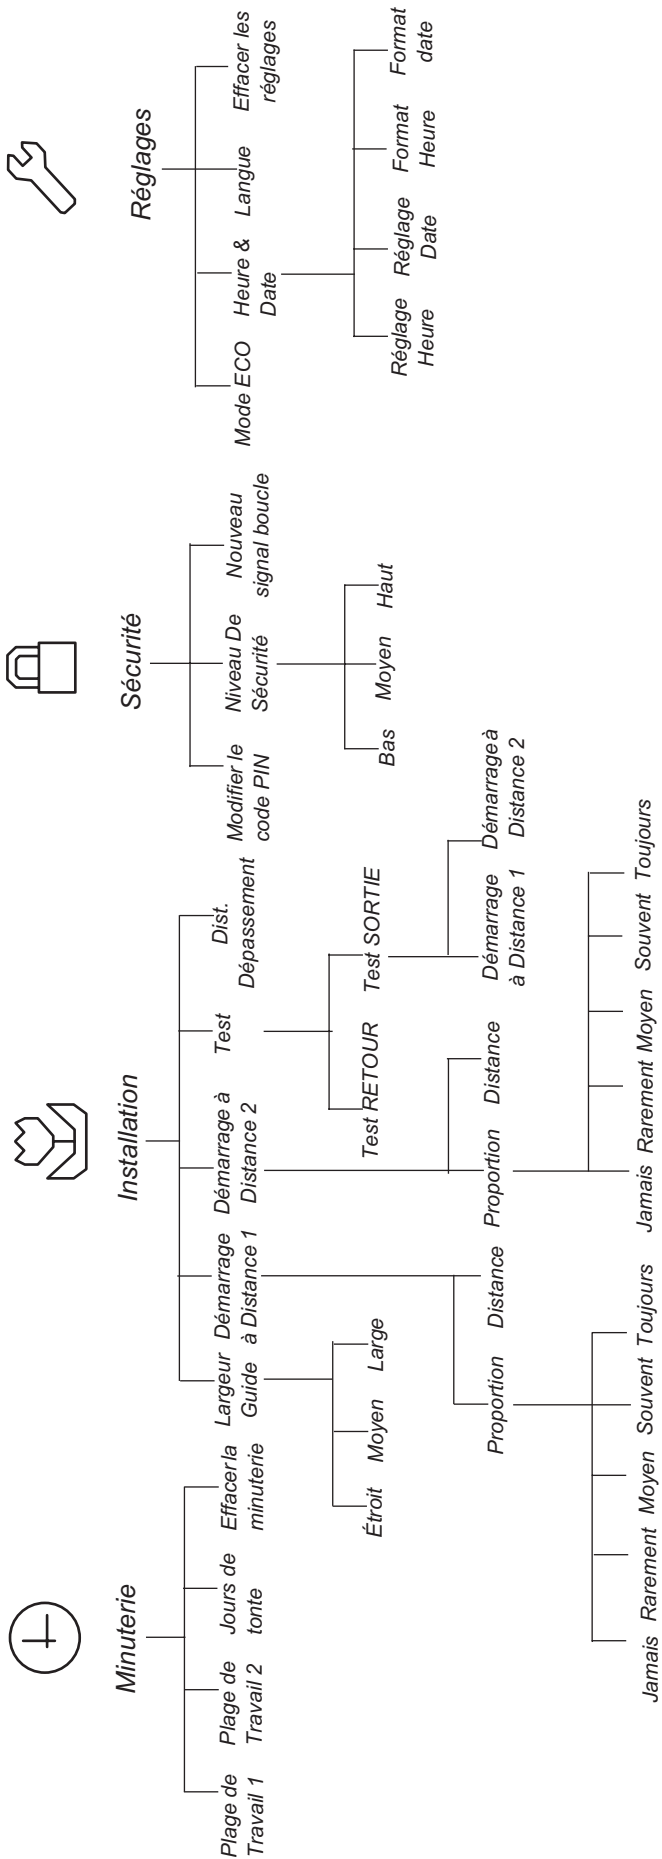 Minuterie
Plage de
Travail 1
Plage de
Travail 2
Jours de
tonte
Effacer la
minuterie
Installation
Largeur
Guide
Démarrage
à Distance 1
Démarrage à
Distance 2
Test
Dist.
Dépassement
Étroit
Moyen
Large
Test RETOUR
Test SORTIE
Proportion
Distance
Proportion
Distance
Démarrage
à Distance 1
Démarrage à
Distance 2
Jamais
Rarement
Moyen
Souvent
Toujours
Jamais
Rarement
Moyen
Souvent
Toujours
Sécurité
Modifier le
code PIN
Niveau De
Sécurité
Nouveau
signal boucle
Bas
Moyen
Haut
Réglages
Mode ECO
Heure &
Date
Langue
Effacer les
réglages
Réglage
Heure
Réglage
Date
Format
Heure
Format
date